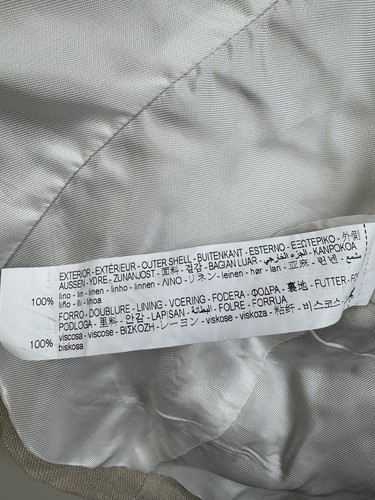 EXTERIOR - EXTÉRIEUR - OUTER SHELL - BUITENKANT - ESTERNO - ΕΞΩΤΕΡΙΚΟ - 外側
AUSSEN - YDRE - ZUNANJOST - 面料 - 겉감 - BAGIAN LUAR - الجزء الخارجي - KANPOKOA
100% lino - lin - linen - linho - linnen - ΛΙΝΟ - リネン - leinen - hør - lan - 亚麻 - 린넨 - مشمع
liño - lli - lihoa
FORRO - DOUBLURE - LINING - VOERING - FODERA - ΦΟΔΡΑ - 裏地 - FUTTER - FO
PODLOGA - 里料 - 안감 - LAPISAN - البطانة - FOLRE - FORRUA
100% viscosa - viscose - ΒΙΣΚΟΖΗ - レーヨン - viskose - viskoza - 粘纤 - 비스코스
biskosa